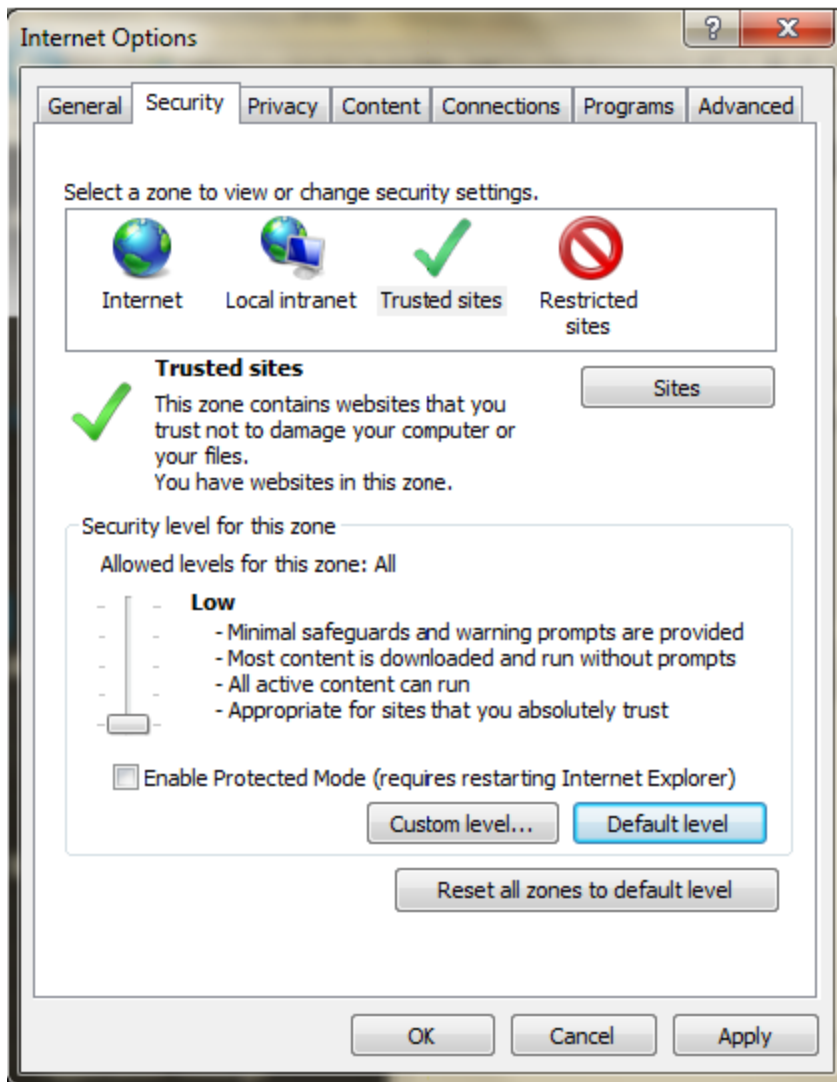 Internet Options
General Security Privacy Content Connections Programs Advanced
Select a zone to view or change security settings.
Internet Local intranet Trusted sites Restricted
sites
Trusted sites
Sites
This zone contains websites that you
trust not to damage your computer or
your files.
You have websites in this zone.
Security level for this zone
Allowed levels for this zone: All
Low
- Minimal safeguards and warning prompts are provided
- Most content is downloaded and run without prompts
- All active content can run
- Appropriate for sites that you absolutely trust
Enable Protected Mode (requires restarting Internet Explorer)
Custom level... Default level
Reset all zones to default level
OK Cancel Apply